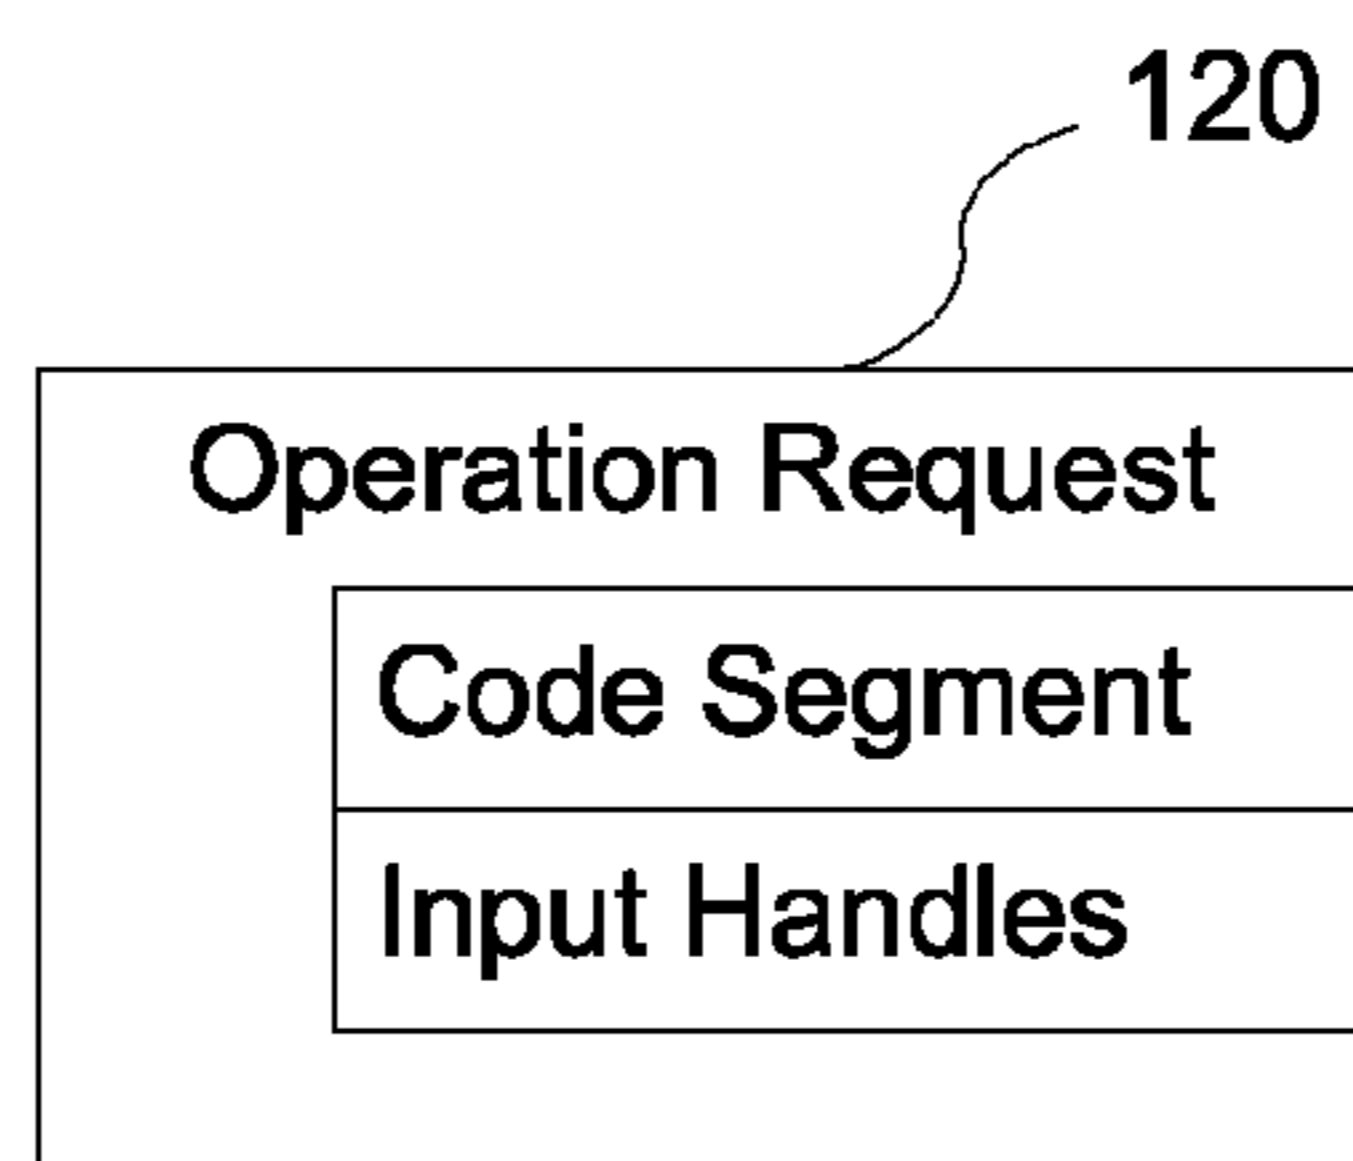 120
Operation Request
Code Segment
Input Handles